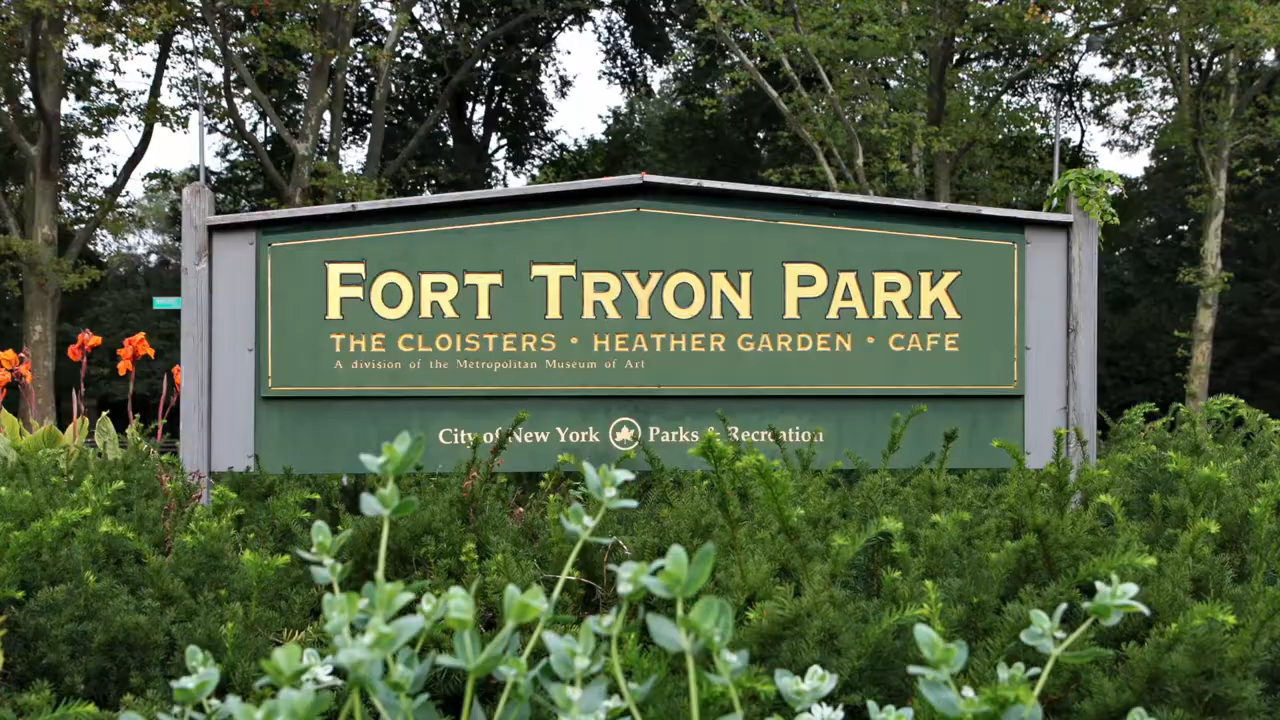 FORT TRYON PARK
THE CLOISTERS • HEATHER GARDEN • CAFE
A division of the Metropolitan Museum of Art
City of New York Parks & Recreation